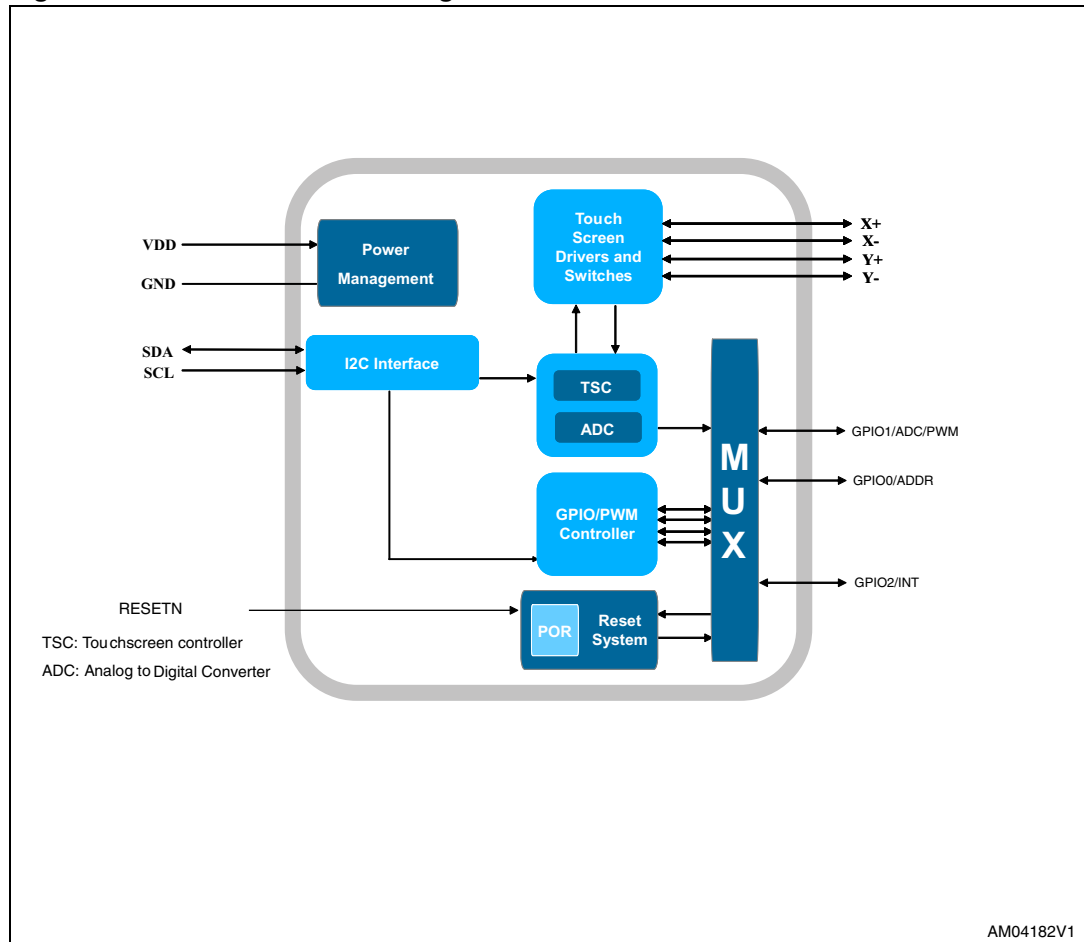 Touch
Screen
Drivers and
Switches
X+
X-
Y+
Y-
VDD
GND
Power
Management
SDA
SCL
I2C Interface
TSC
ADC
MUX
GPIO1/ADC/PWM
GPIO0/ADDR
GPIO2/INT
GPIO/PWM
Controller
RESETN
POR
Reset
System
TSC: Touchscreen controller
ADC: Analog to Digital Converter
AM04182V1